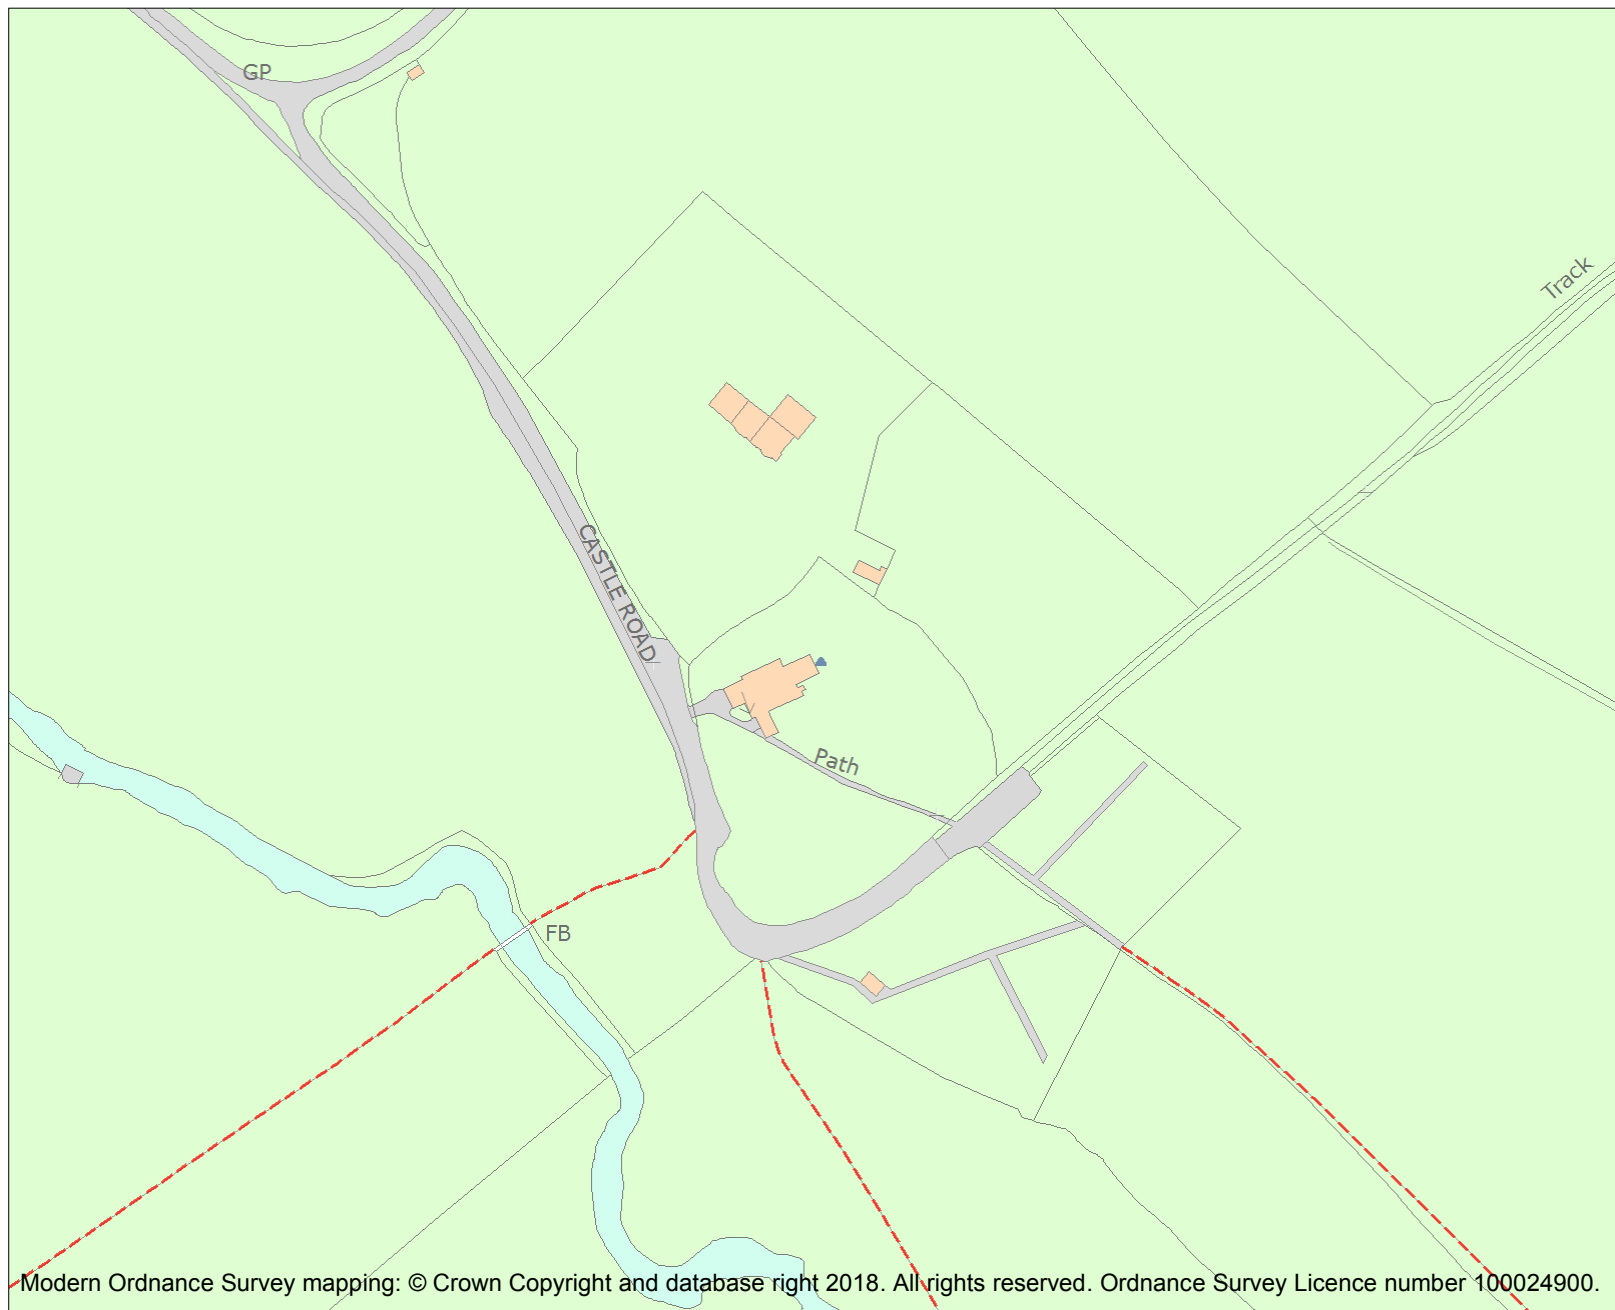 GP
Track
CASTLE ROAD
Path
FB
Modern Ordnance Survey mapping: © Crown Copyright and database right 2018. All rights reserved. Ordnance Survey Licence number 100024900.